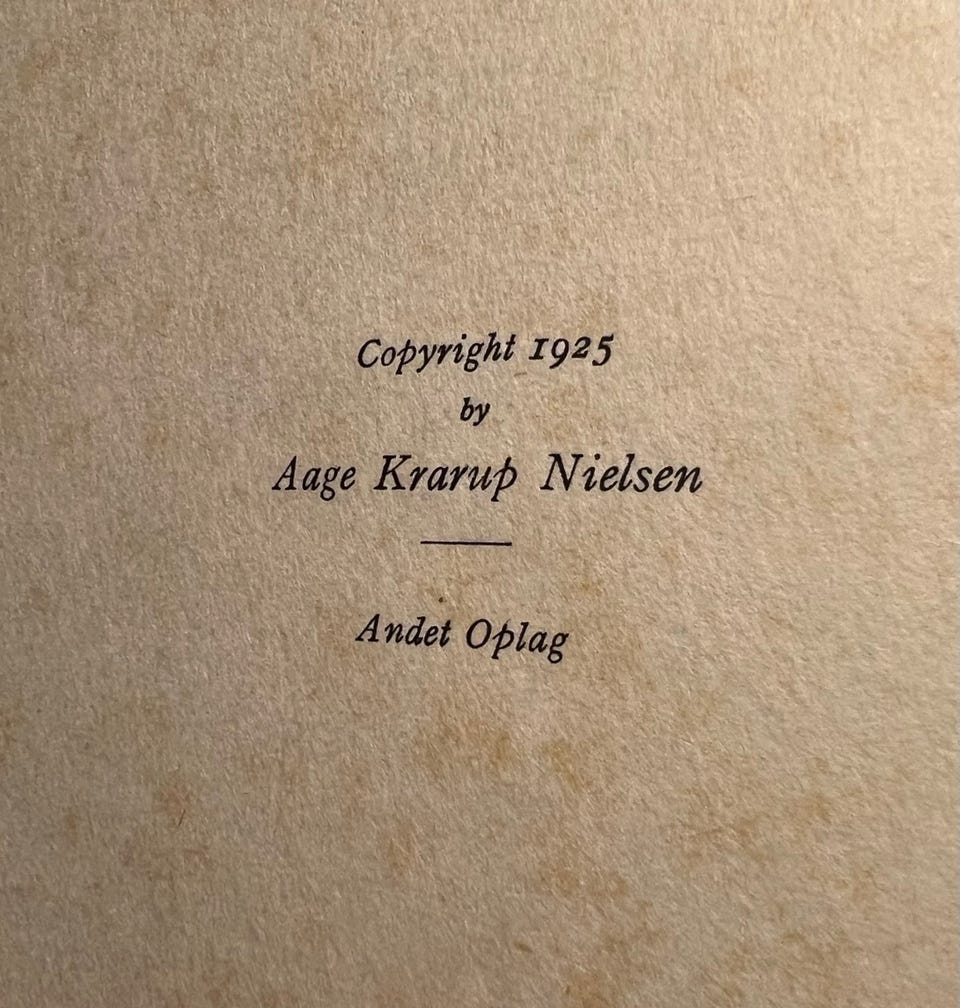 Copyright 1925
by
Aage Krarup Nielsen
Andet Oplag